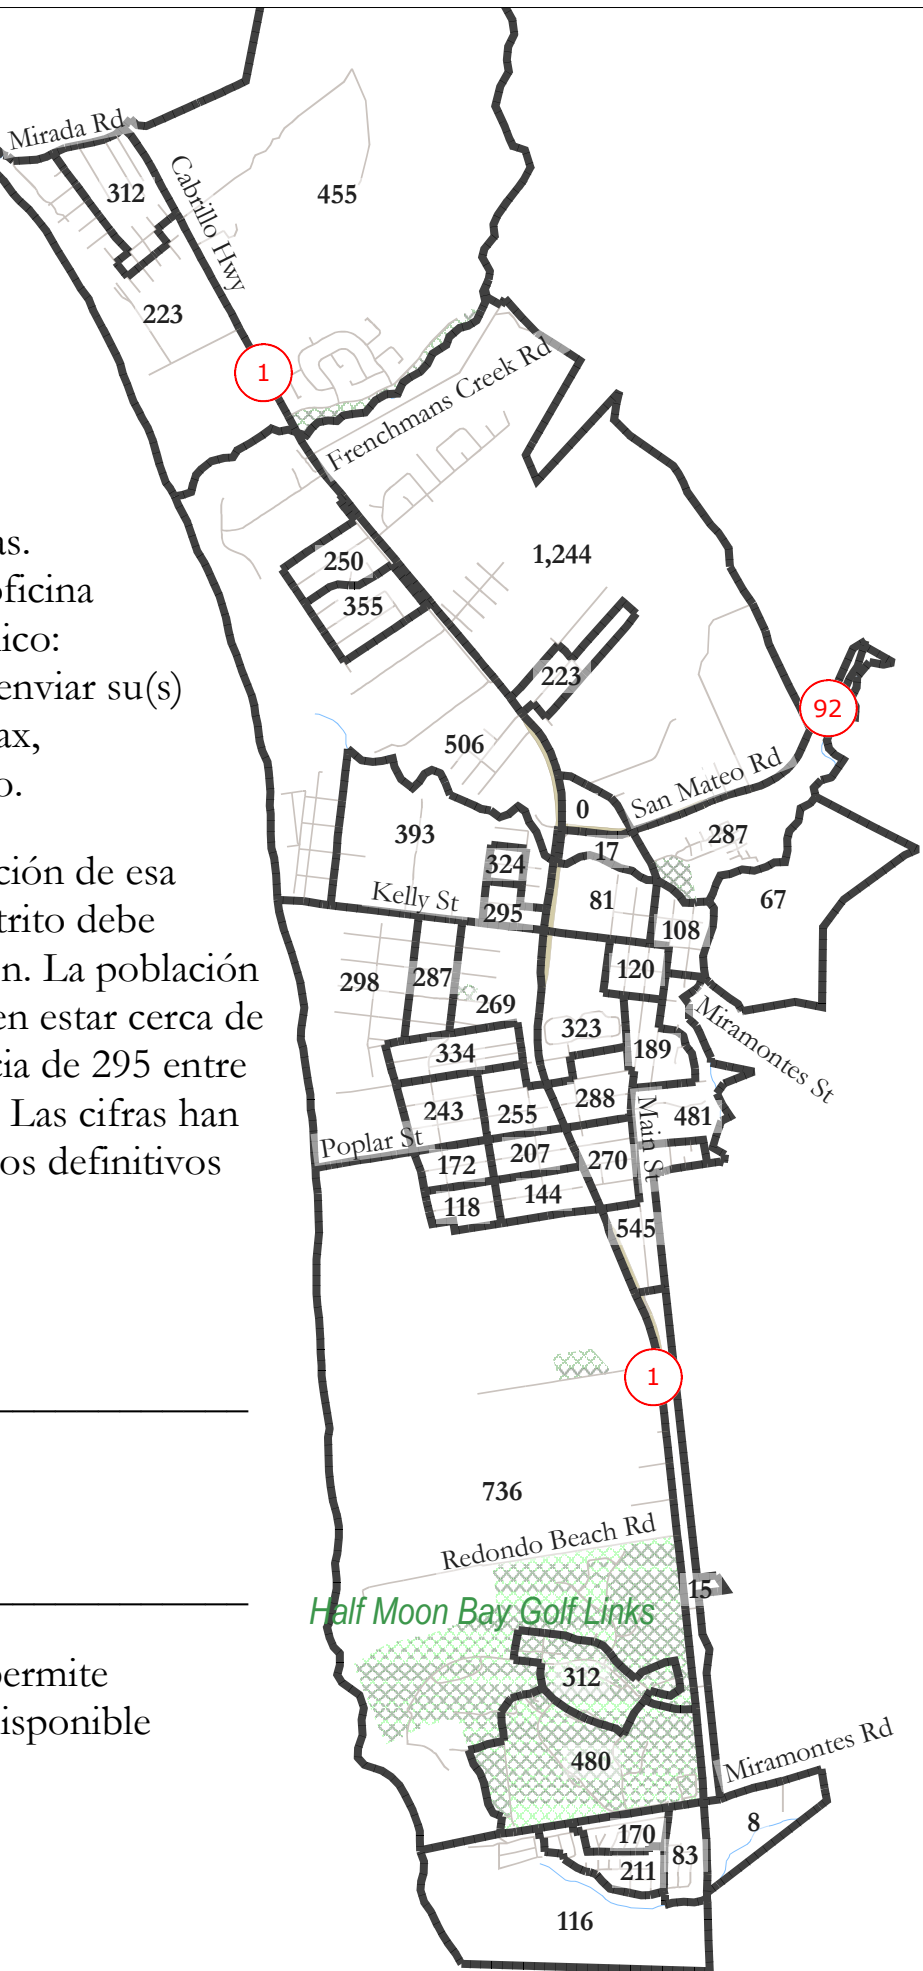 Mirada Rd
312
Cabrillo Hwy
455
223
1
Frenchmans Creek Rd
as.
oficina
nico:
enviar su(s)
ax,
o.
250
1,244
355
223
92
506
San Mateo Rd
0
393
17
287
324
ción de esa
Kelly St
81
67
trito debe
295
108
n. La población
298
287
120
en estar cerca de
269
323
Miramontes St
cia de 295 entre
334
189
Las cifras han
243
255
288
Main St
481
os definitivos
Poplar St
172
207
270
118
144
545
1
736
Redondo Beach Rd
15
Half Moon Bay Golf Links
permite
312
disponible
480
Miramontes Rd
170
8
83
211
116